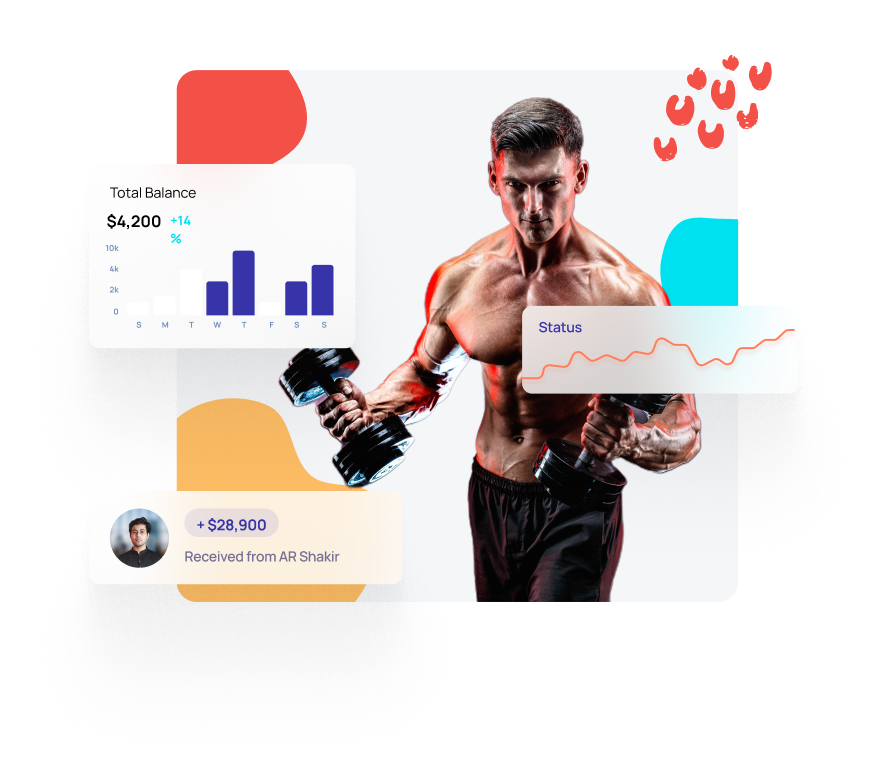 Total Balance
$4,200 +14
%
10k
4k
2k
0
S M T W T F S S
Status
+ $28,900
Received from AR Shakir